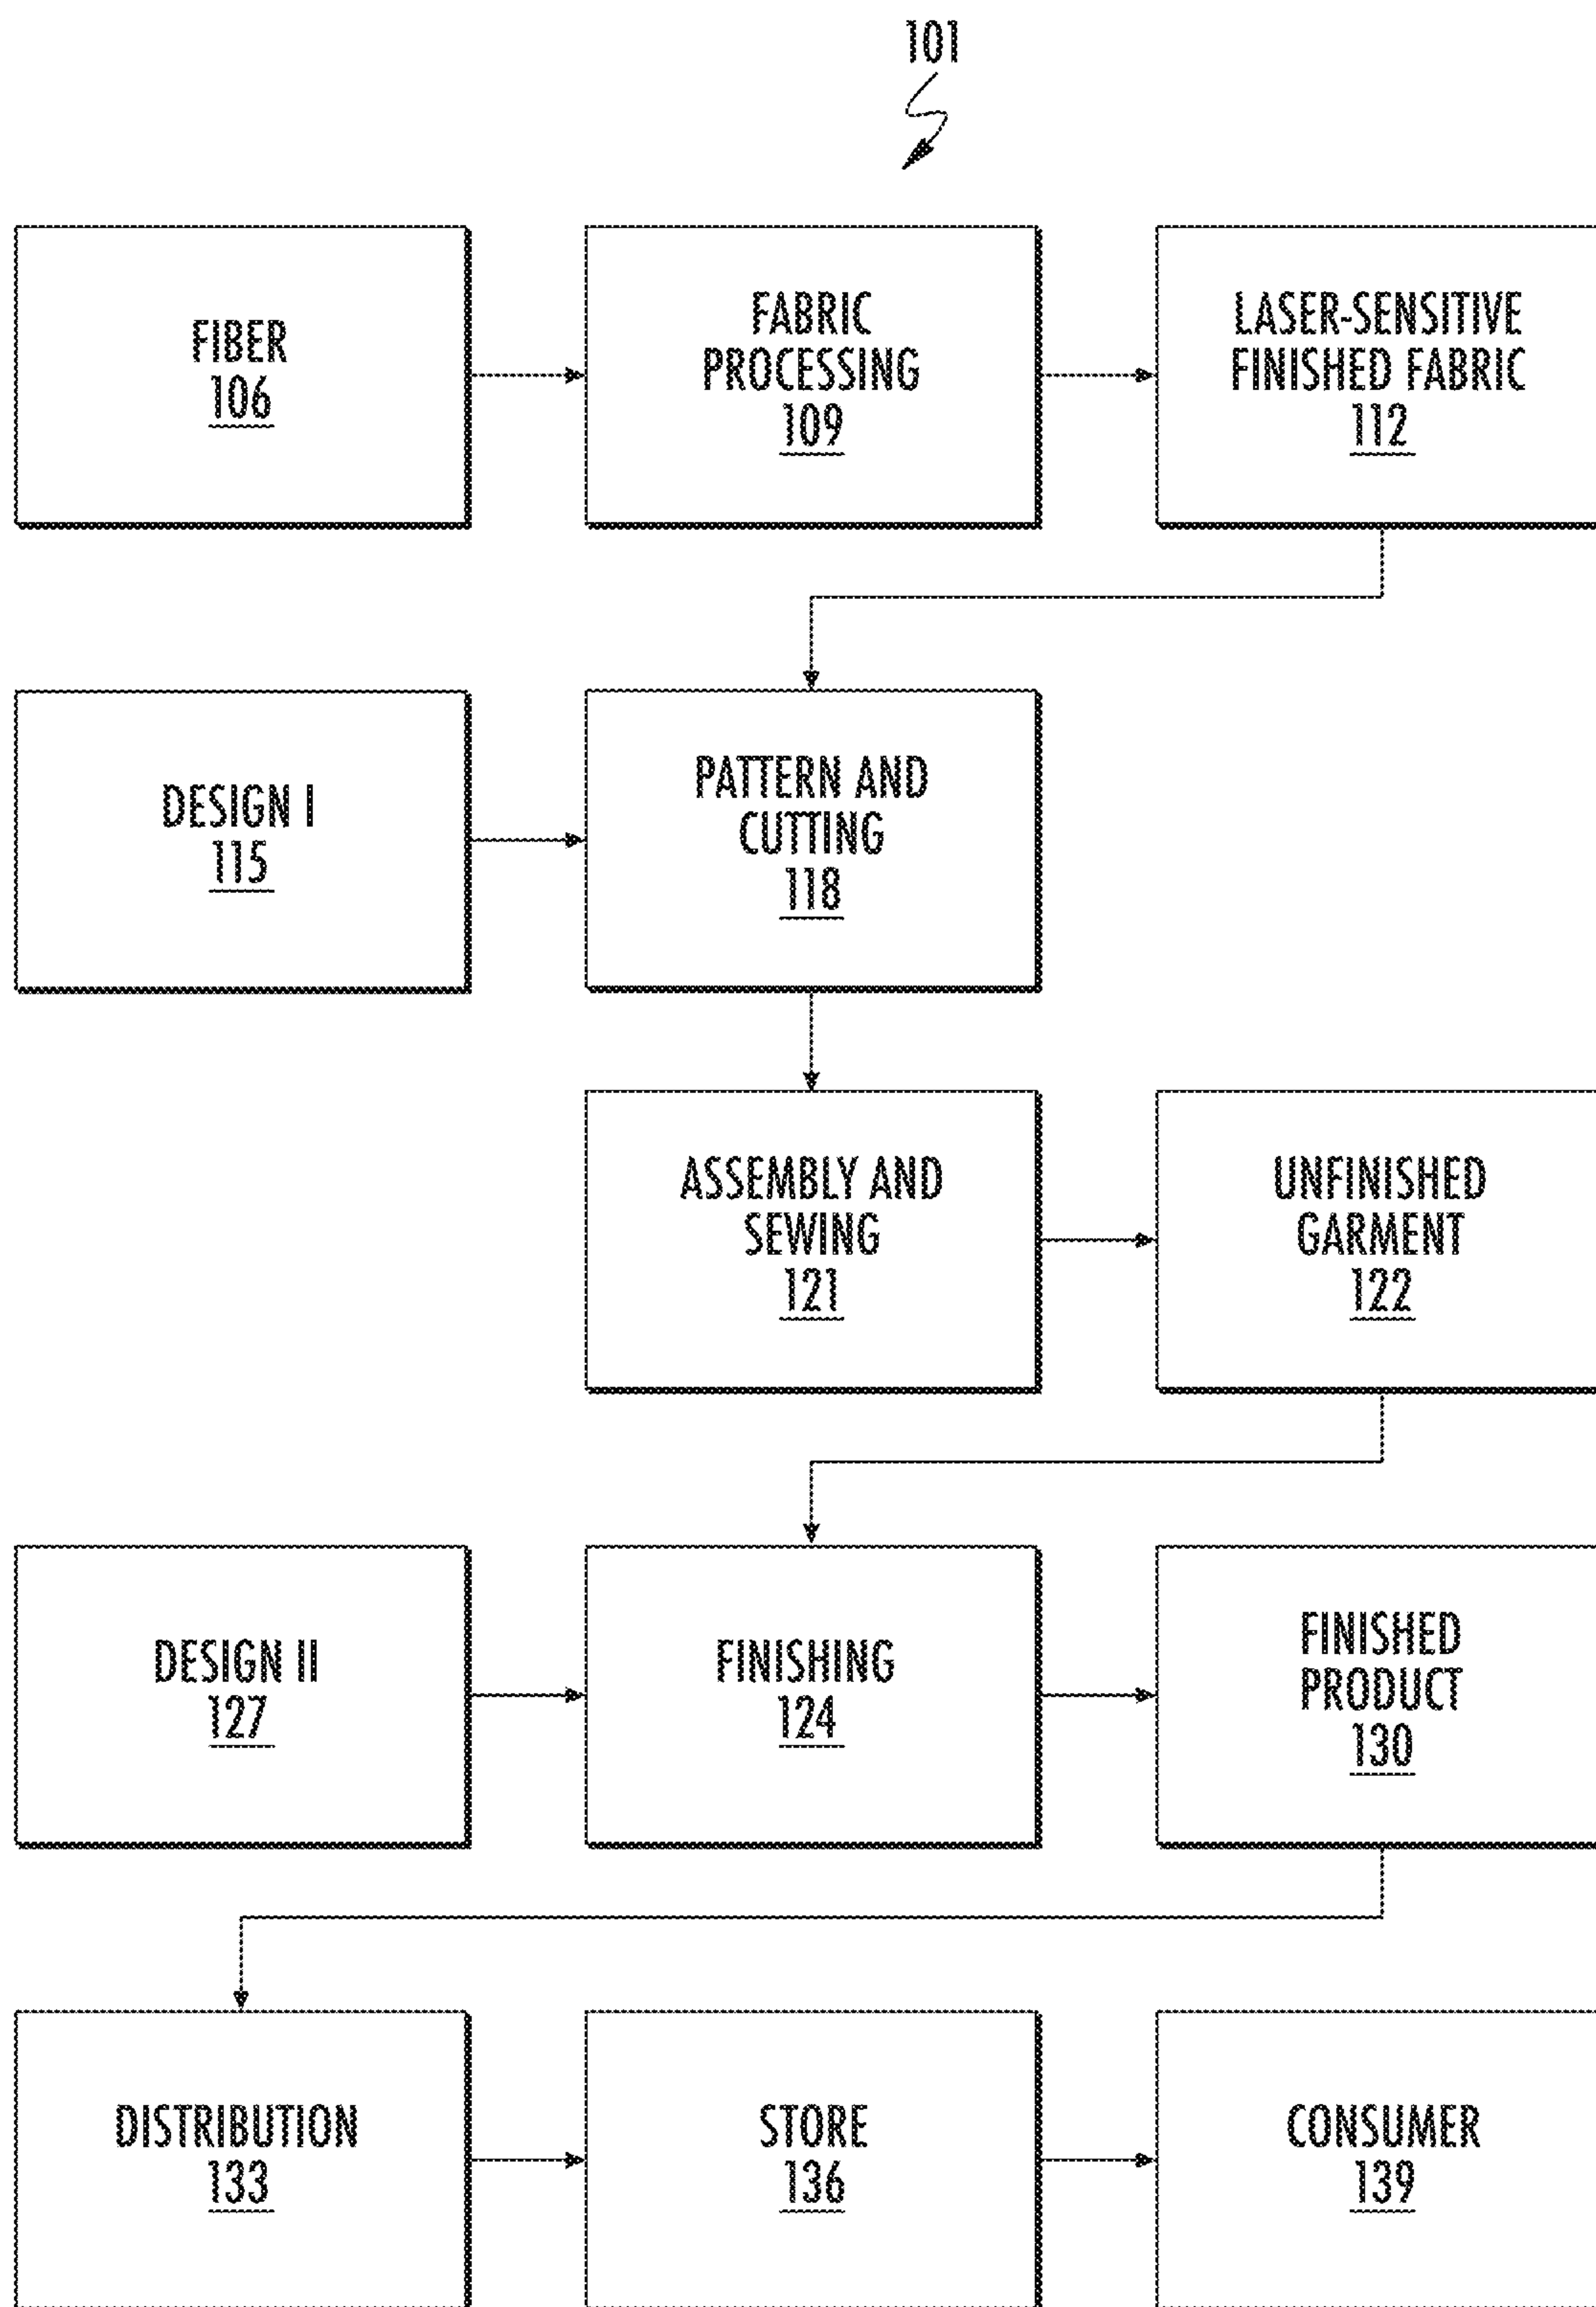 101
FIBER
106
FABRIC
PROCESSING
109
LASER-SENSITIVE
FINISHED FABRIC
112
DESIGN I
115
PATTERN AND
CUTTING
118
ASSEMBLY AND
SEWING
121
UNFINISHED
GARMENT
122
DESIGN II
127
FINISHING
124
FINISHED
PRODUCT
130
DISTRIBUTION
133
STORE
136
CONSUMER
139